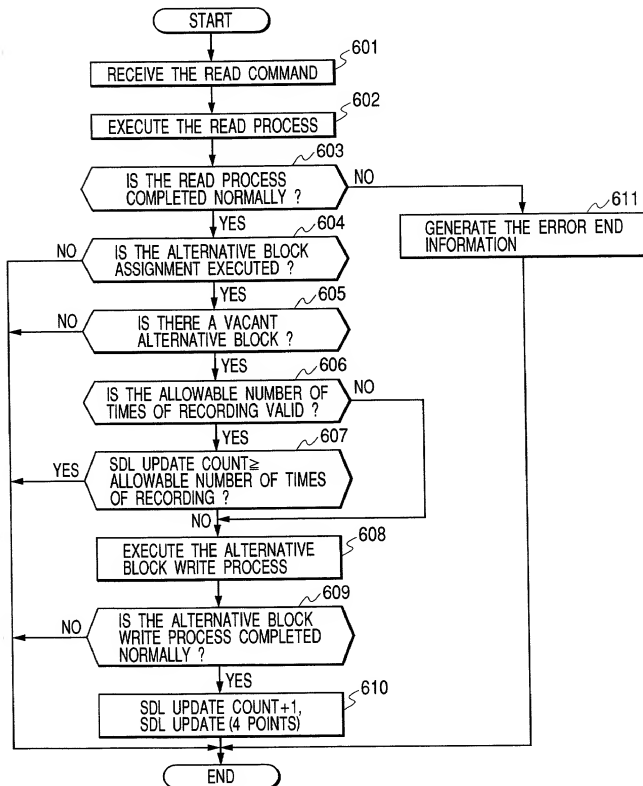 START
601
RECEIVE THE READ COMMAND
602
EXECUTE THE READ PROCESS
603
IS THE READ PROCESS
COMPLETED NORMALLY ?
NO
YES
611
GENERATE THE ERROR END
INFORMATION
604
NO
IS THE ALTERNATIVE BLOCK
ASSIGNMENT EXECUTED ?
YES
605
NO
IS THERE A VACANT
ALTERNATIVE BLOCK ?
YES
606
IS THE ALLOWABLE NUMBER OF
TIMES OF RECORDING VALID ?
NO
YES
607
YES
SDL UPDATE COUNT≧
ALLOWABLE NUMBER OF TIMES
OF RECORDING ?
NO
608
EXECUTE THE ALTERNATIVE
BLOCK WRITE PROCESS
609
NO
IS THE ALTERNATIVE BLOCK
WRITE PROCESS COMPLETED
NORMALLY ?
YES
610
SDL UPDATE COUNT+1,
SDL UPDATE (4 POINTS)
END